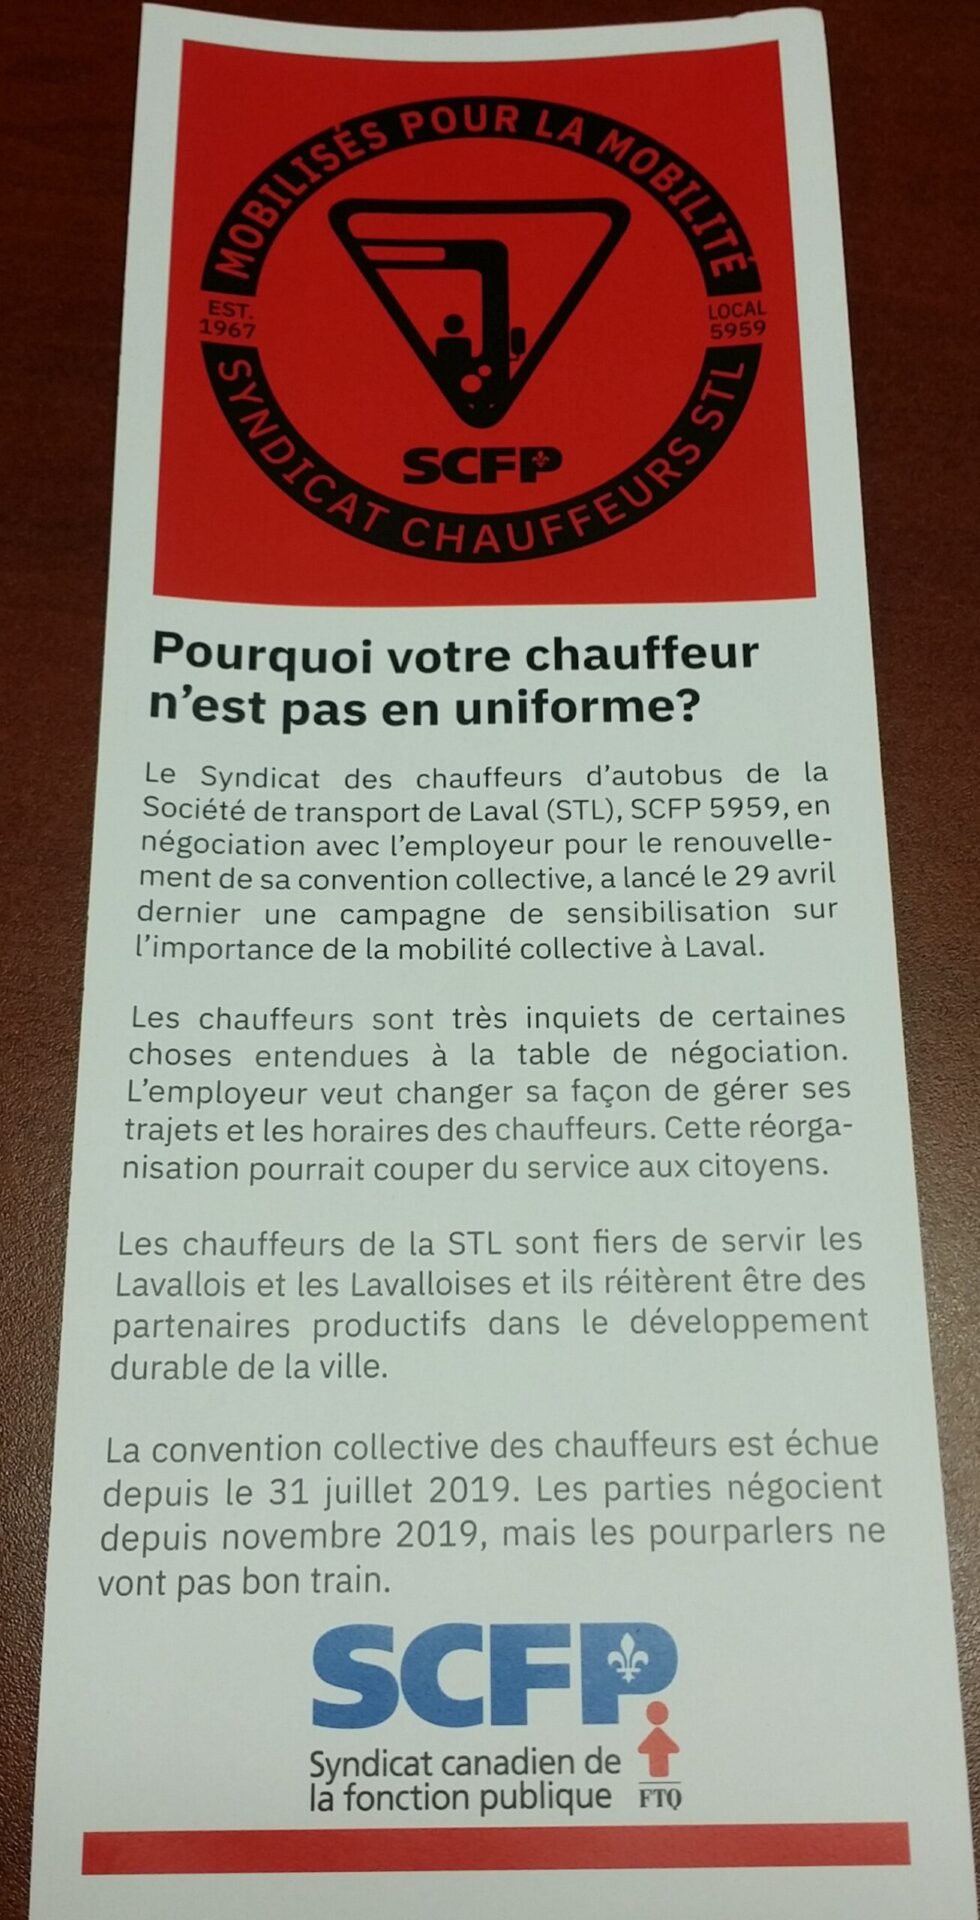 MOBILISÉS POUR LA MOBILITÉ
EST.
1967
LOCAL
5959
SCFP
SYNDICAT CHAUFFEURS STL
Pourquoi votre chauffeur
n'est pas en uniforme?
Le Syndicat des chauffeurs d'autobus de la
Société de transport de Laval (STL), SCFP 5959, en
négociation avec l'employeur pour le renouvelle-
ment de sa convention collective, a lancé le 29 avril
dernier une campagne de sensibilisation sur
l'importance de la mobilité collective à Laval.
Les chauffeurs sont très inquiets de certaines
choses entendues à la table de négociation.
L'employeur veut changer sa façon de gérer ses
trajets et les horaires des chauffeurs. Cette réorga-
nisation pourrait couper du service aux citoyens.
Les chauffeurs de la STL sont fiers de servir les
Lavallois et les Lavalloises et ils réitèrent être des
partenaires productifs dans le développement
durable de la ville.
La convention collective des chauffeurs est échue
depuis le 31 juillet 2019. Les parties négocient
depuis novembre 2019, mais les pourparlers ne
vont pas bon train.
SCFP
Syndicat canadien de
la fonction publique
FTQ